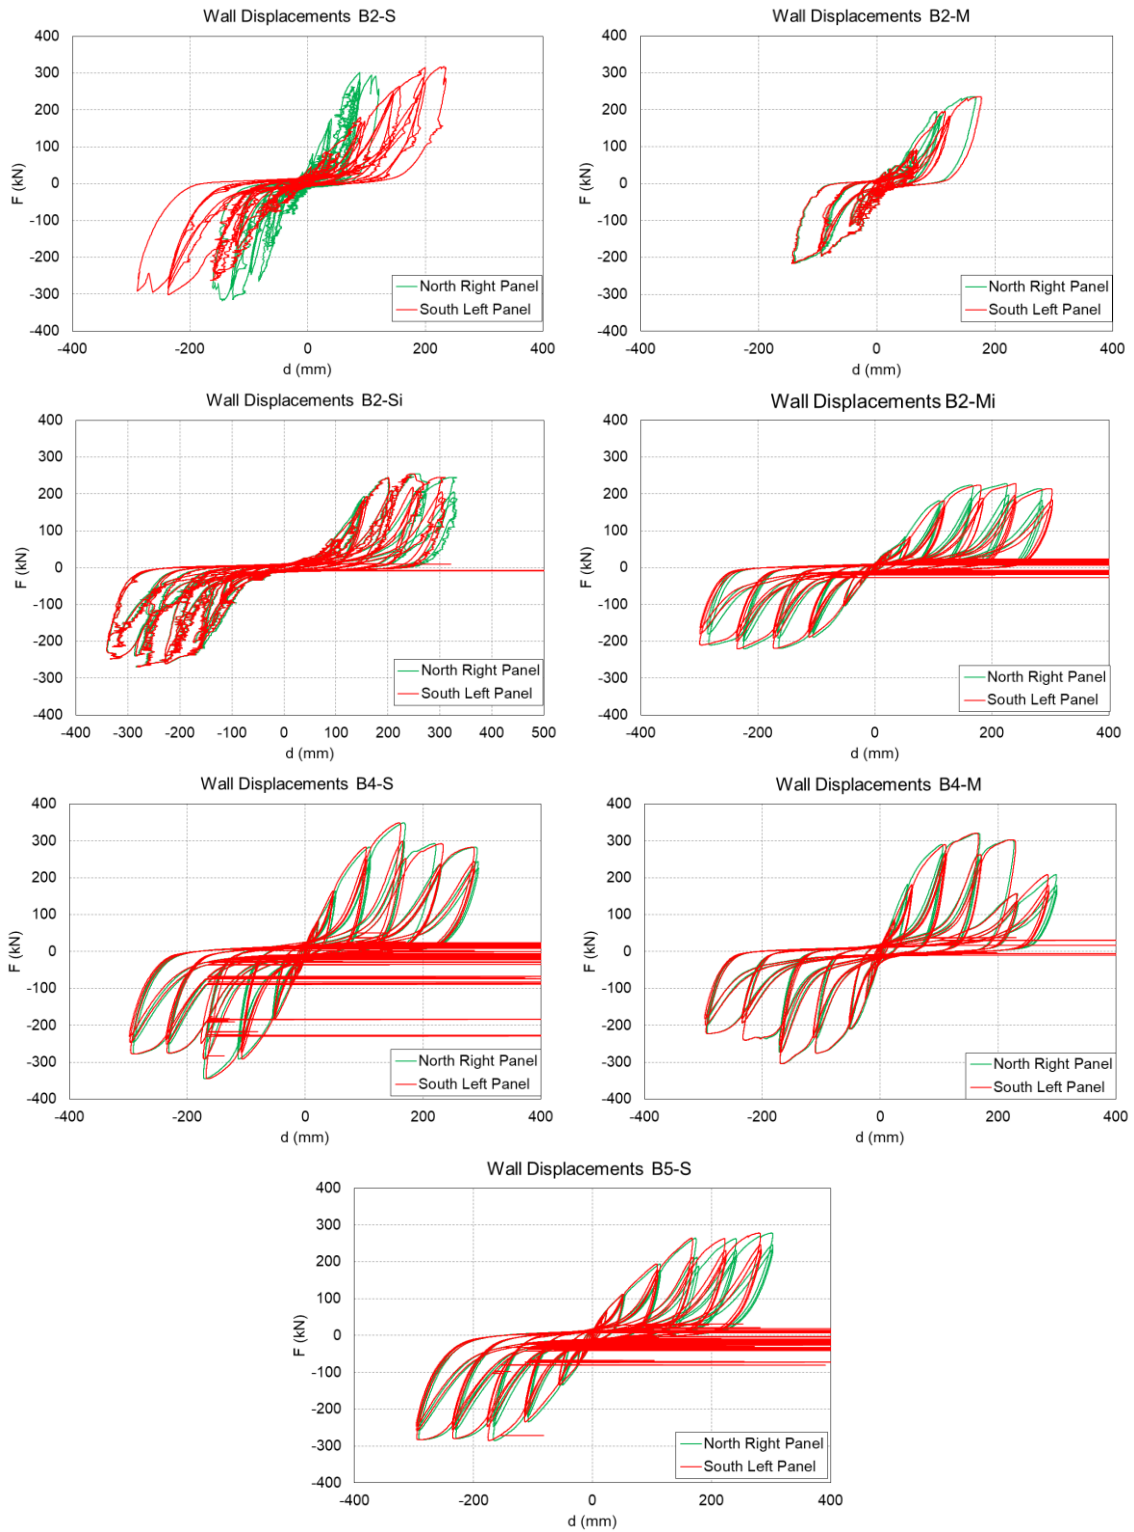 Wall Displacements B2-S
400
300
200
100
0
-100
-200
-300
-400
F (kN)
-400 -200 0 200 400
d (mm)
North Right Panel
South Left Panel
Wall Displacements B2-M
400
300
200
100
0
-100
-200
-300
-400
F (kN)
-400 -200 0 200 400
d (mm)
North Right Panel
South Left Panel
Wall Displacements B2-Si
400
300
200
100
0
-100
-200
-300
-400
F (kN)
-400 -300 -200 -100 0 100 200 300 400 500
d (mm)
North Right Panel
South Left Panel
Wall Displacements B2-Mi
400
300
200
100
0
-100
-200
-300
-400
F (kN)
-400 -200 0 200 400
d (mm)
North Right Panel
South Left Panel
Wall Displacements B4-S
400
300
200
100
0
-100
-200
-300
-400
F (kN)
-400 -200 0 200 400
d (mm)
North Right Panel
South Left Panel
Wall Displacements B4-M
400
300
200
100
0
-100
-200
-300
-400
F (kN)
-400 -200 0 200 400
d (mm)
North Right Panel
South Left Panel
Wall Displacements B5-S
400
300
200
100
0
-100
-200
-300
-400
F (kN)
-400 -200 0 200 400
d (mm)
North Right Panel
South Left Panel